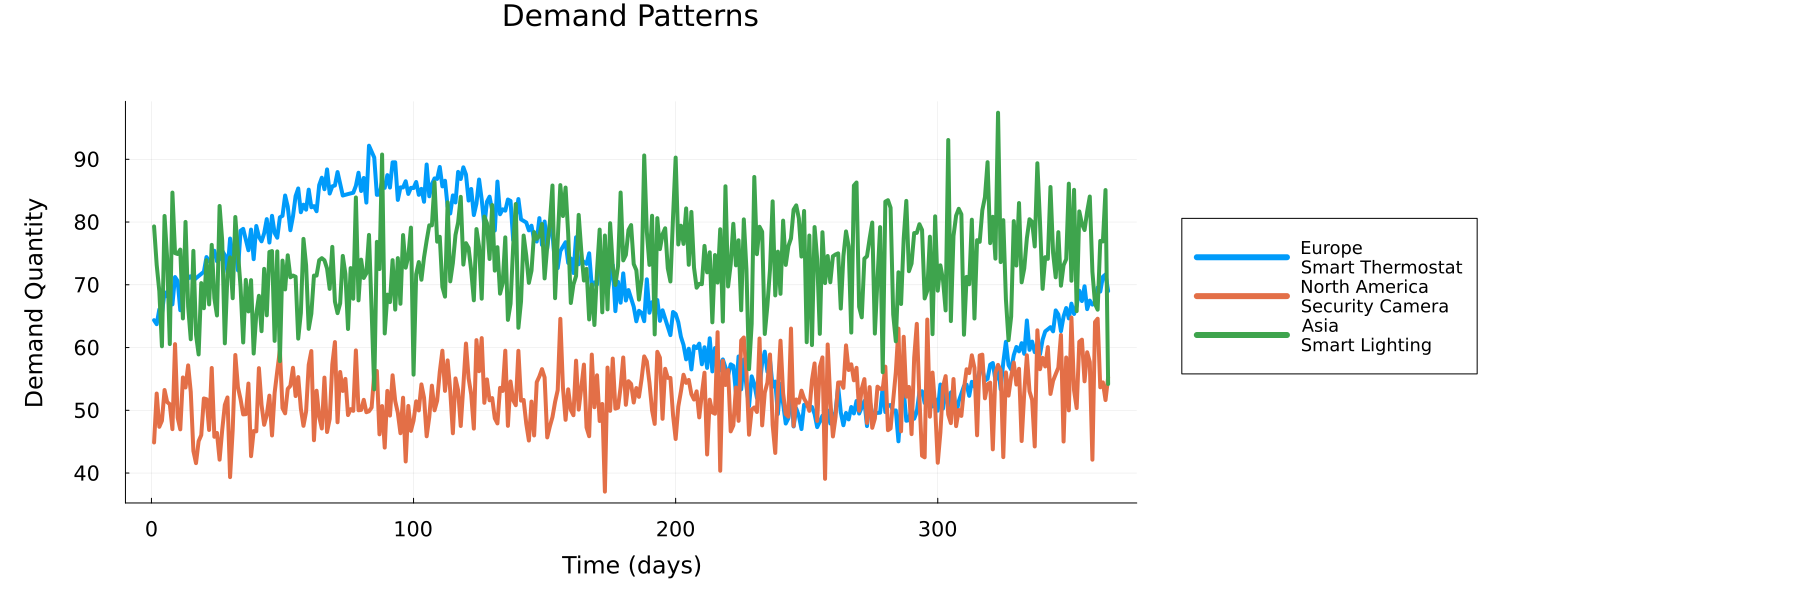 Demand Patterns
Demand Quantity
90
80
70
60
50
40
0
100
200
300
Time (days)
Europe
Smart Thermostat
North America
Security Camera
Asia
Smart Lighting